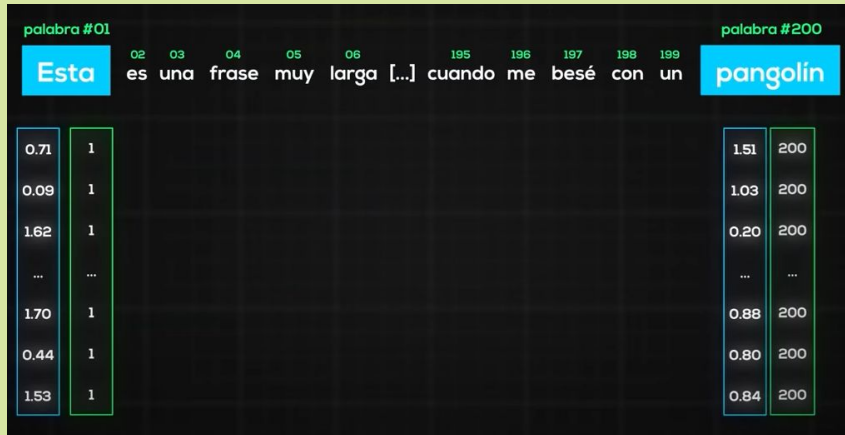 palabra #01 palabra #200
02 03 04 05 06 195 196 197 198 199
Esta es una frase muy larga [...] cuando me besé con un pangolín
0.71 1 1.51 200
0.09 1 1.03 200
1.62 1 0.20 200
... ... ... ...
1.70 1 0.88 200
0.44 1 0.80 200
1.53 1 0.84 200